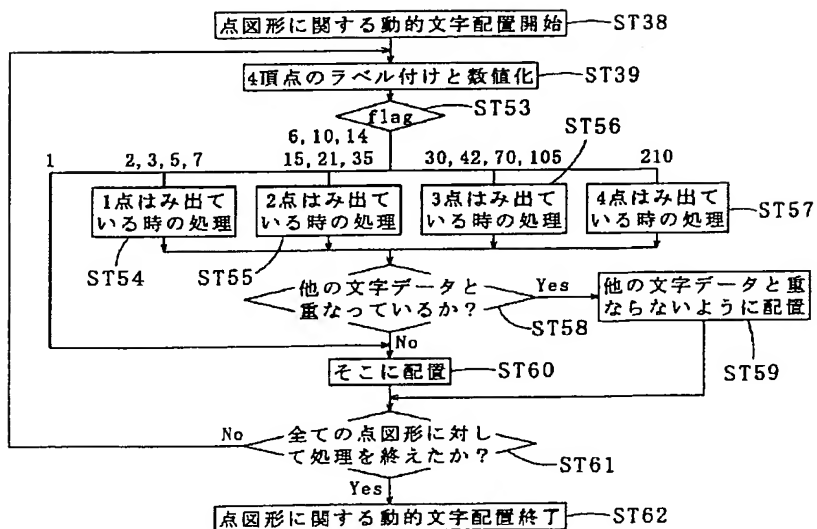 点図形に関する動的文字配置開始 ST38
4頂点のラベル付けと数値化 ST39
flag ST53
6,10,14 ST56
1 2,3,5,7 15,21,35 30,42,70,105 210
1点はみ出て 2点はみ出て 3点はみ出て 4点はみ出て
いる時の処理 いる時の処理 いる時の処理 いる時の処理 ST57
ST54 ST55
他の文字データと Yes 他の文字データと重
重なっているか? ST58 ならないように配置
No
そこに配置 ST60 ST59
No 全ての点図形に対し
て処理を終えたか? ST61
Yes
点図形に関する動的文字配置終了 ST62